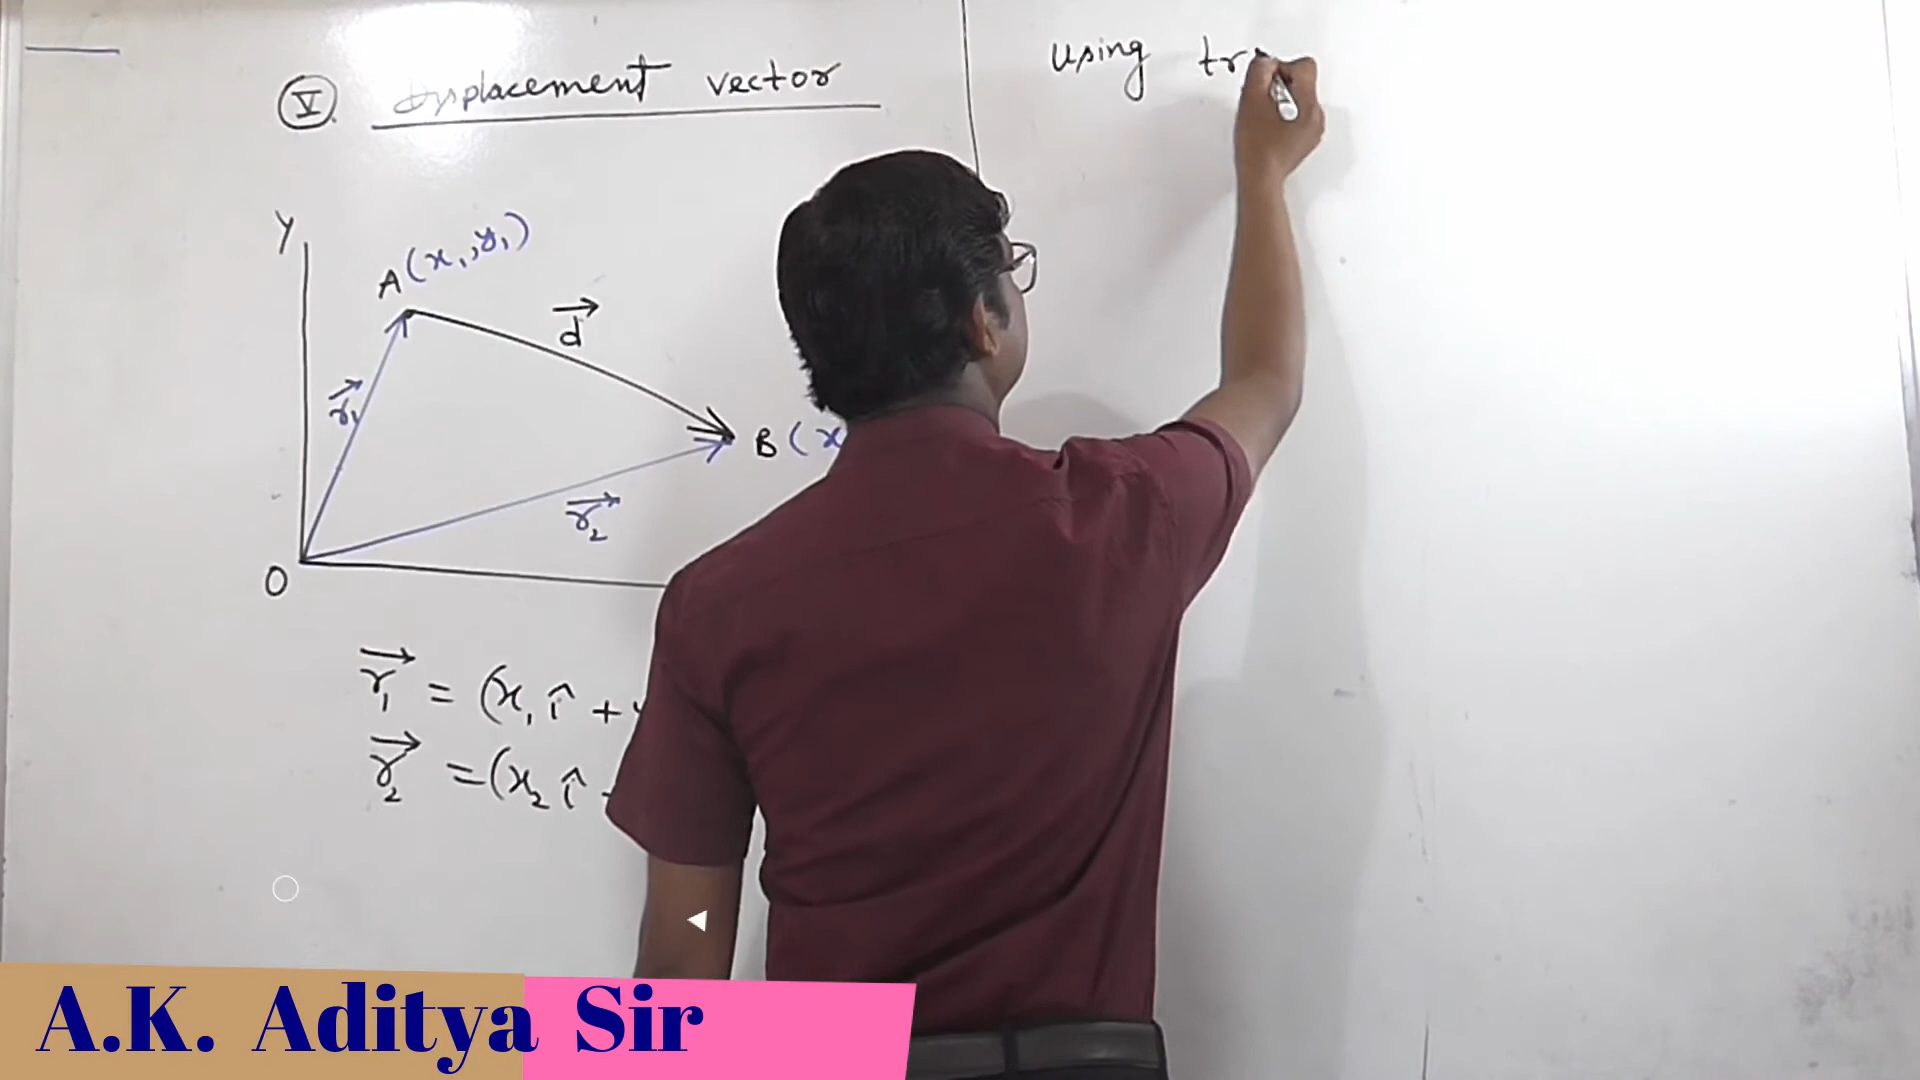 V. Displacement vector
Y
A(x₁,y₁)
d
r₁
B(x
r₂
O
r₁ = (x₁ î +
r₂ = (x₂ î
using tr
A.K. Aditya Sir